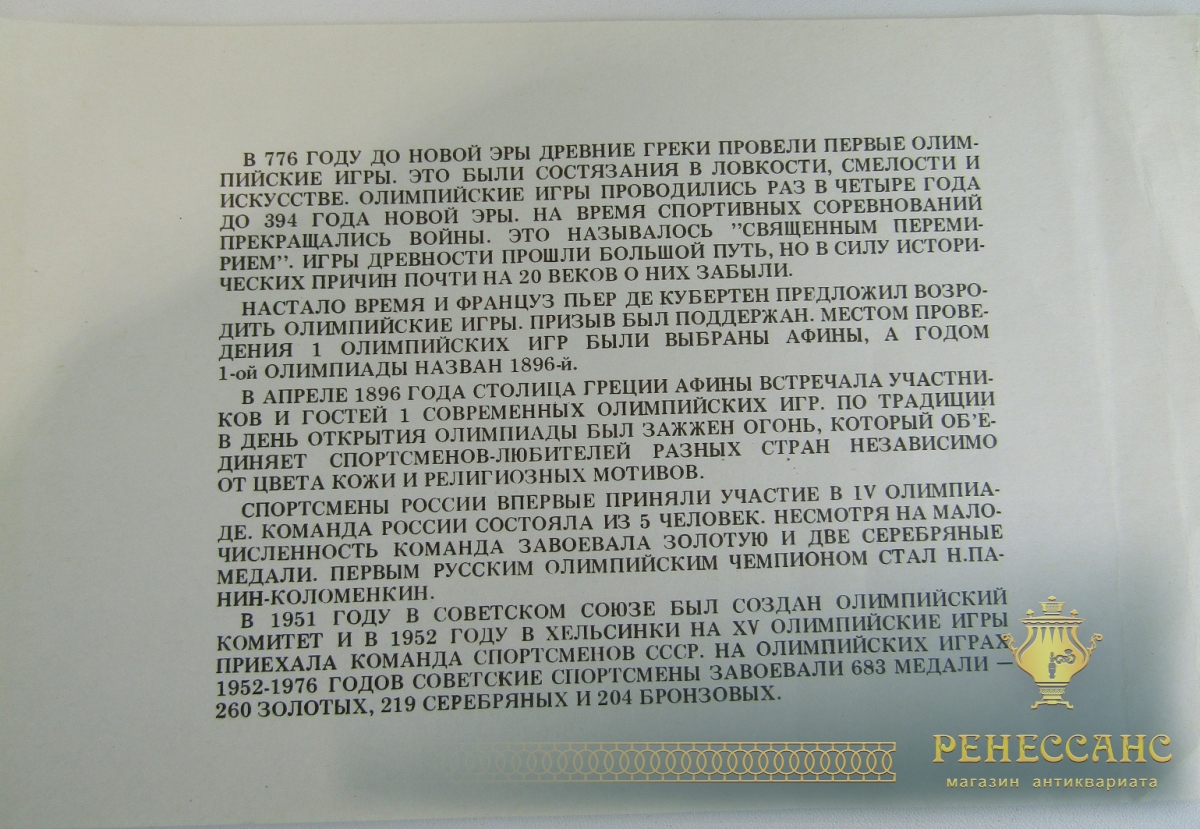 В 776 ГОДУ ДО НОВОЙ ЭРЫ ДРЕВНИЕ ГРЕКИ ПРОВЕЛИ ПЕРВЫЕ ОЛИМ-
ПИЙСКИЕ ИГРЫ. ЭТО БЫЛИ СОСТЯЗАНИЯ В ЛОВКОСТИ, СМЕЛОСТИ И
ИСКУССТВЕ. ОЛИМПИЙСКИЕ ИГРЫ ПРОВОДИЛИСЬ РАЗ В ЧЕТЫРЕ ГОДА
ДО 394 ГОДА НОВОЙ ЭРЫ. НА ВРЕМЯ СПОРТИВНЫХ СОРЕВНОВАНИЙ
ПРЕКРАЩАЛИСЬ ВОЙНЫ. ЭТО НАЗЫВАЛОСЬ "СВЯЩЕННЫМ ПЕРЕМИ-
РИЕМ". ИГРЫ ДРЕВНОСТИ ПРОШЛИ БОЛЬШОЙ ПУТЬ, НО В СИЛУ ИСТОРИ-
ЧЕСКИХ ПРИЧИН ПОЧТИ НА 20 ВЕКОВ О НИХ ЗАБЫЛИ.
НАСТАЛО ВРЕМЯ И ФРАНЦУЗ ПЬЕР ДЕ КУБЕРТЕН ПРЕДЛОЖИЛ ВОЗРО-
ДИТЬ ОЛИМПИЙСКИЕ ИГРЫ. ПРИЗЫВ БЫЛ ПОДДЕРЖАН. МЕСТОМ ПРОВЕ-
ДЕНИЯ 1 ОЛИМПИЙСКИХ ИГР БЫЛИ ВЫБРАНЫ АФИНЫ, А ГОДОМ
1-ой ОЛИМПИАДЫ НАЗВАН 1896-й.
В АПРЕЛЕ 1896 ГОДА СТОЛИЦА ГРЕЦИИ АФИНЫ ВСТРЕЧАЛА УЧАСТНИ-
КОВ И ГОСТЕЙ 1 СОВРЕМЕННЫХ ОЛИМПИЙСКИХ ИГР. ПО ТРАДИЦИИ
В ДЕНЬ ОТКРЫТИЯ ОЛИМПИАДЫ БЫЛ ЗАЖЖЕН ОГОНЬ, КОТОРЫЙ ОБ'Е-
ДИНЯЕТ СПОРТСМЕНОВ-ЛЮБИТЕЛЕЙ РАЗНЫХ СТРАН НЕЗАВИСИМО
ОТ ЦВЕТА КОЖИ И РЕЛИГИОЗНЫХ МОТИВОВ.
СПОРТСМЕНЫ РОССИИ ВПЕРВЫЕ ПРИНЯЛИ УЧАСТИЕ В IV ОЛИМПИА-
ДЕ. КОМАНДА РОССИИ СОСТОЯЛА ИЗ 5 ЧЕЛОВЕК. НЕСМОТРЯ НА МАЛО-
ЧИСЛЕННОСТЬ КОМАНДА ЗАВОЕВАЛА ЗОЛОТУЮ И ДВЕ СЕРЕБРЯНЫЕ
МЕДАЛИ. ПЕРВЫМ РУССКИМ ОЛИМПИЙСКИМ ЧЕМПИОНОМ СТАЛ Н.ПА-
НИН-КОЛОМЕНКИН.
В 1951 ГОДУ В СОВЕТСКОМ СОЮЗЕ БЫЛ СОЗДАН ОЛИМПИЙСКИЙ
КОМИТЕТ И В 1952 ГОДУ В ХЕЛЬСИНКИ НА XV ОЛИМПИЙСКИЕ ИГРЫ
ПРИЕХАЛА КОМАНДА СПОРТСМЕНОВ СССР. НА ОЛИМПИЙСКИХ ИГРАХ
1952-1976 ГОДОВ СОВЕТСКИЕ СПОРТСМЕНЫ ЗАВОЕВАЛИ 683 МЕДАЛИ —
260 ЗОЛОТЫХ, 219 СЕРЕБРЯНЫХ И 204 БРОНЗОВЫХ.
РЕНЕССАНС
магазин антиквариата